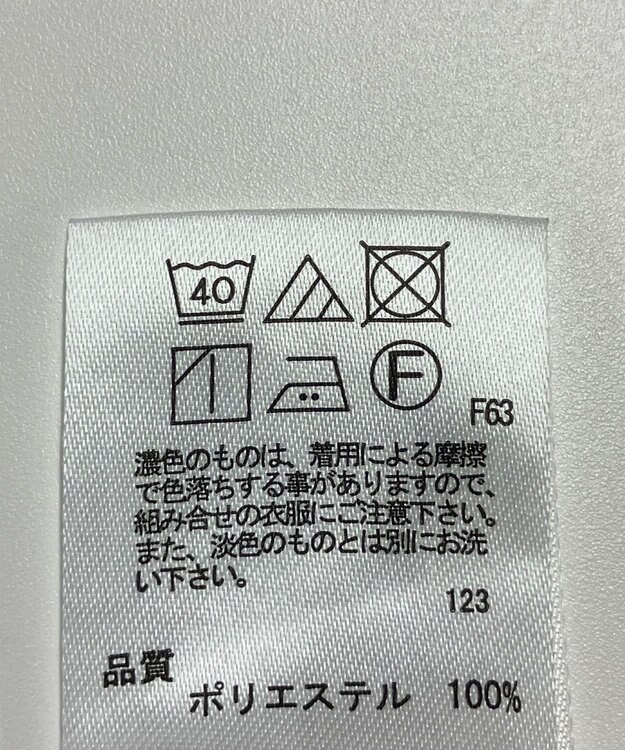 40
F
F63
濃色のものは、着用による摩擦
で色落ちする事がありますので、
組み合せの衣服にご注意下さい。
また、淡色のものとは別にお洗
い下さい。
123
品質
ポリエステル 100%